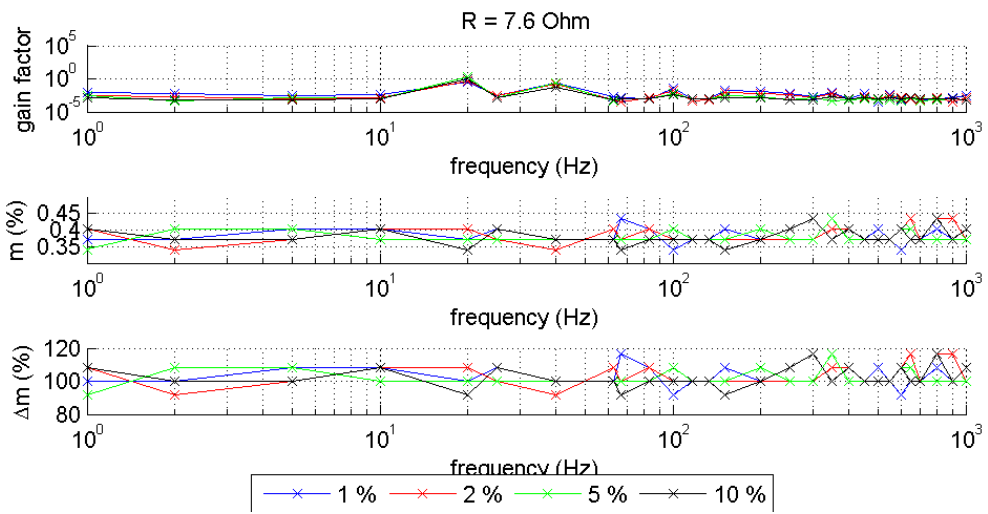 R = 7.6 Ohm
gain factor
10^5
10^0
10^-5
10^0 10^1 10^2 10^3
frequency (Hz)
m (%)
0.45
0.4
0.35
10^0 10^1 10^2 10^3
frequency (Hz)
Δm (%)
120
100
80
10^0 10^1 10^2 10^3
frequency (Hz)
1 % 2 % 5 % 10 %